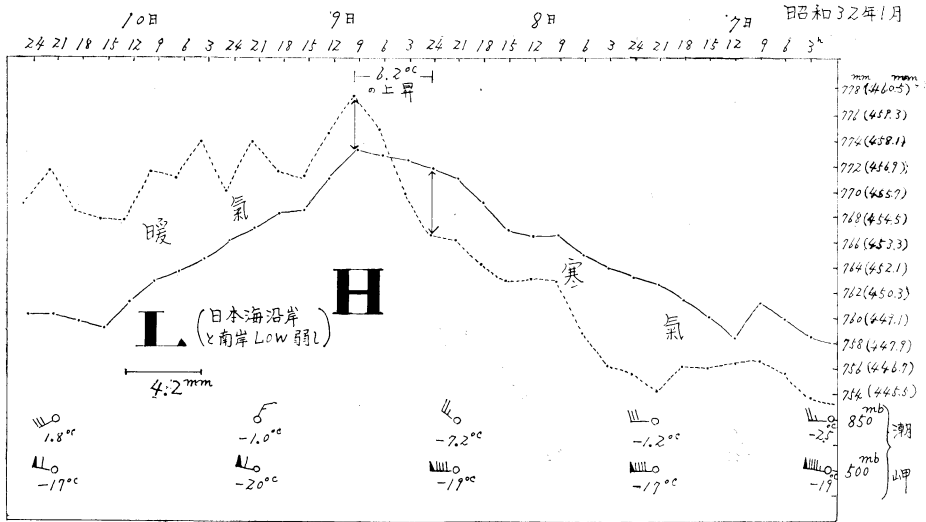 昭和32年1月
10日 9日 8日 7日
24 21 18 15 12 9 6 3 24 21 18 15 12 9 6 3 24 21 18 15 12 9 6 3 24 21 18 15 12 9 6 3h
6.2°C
の上昇
mm mmm
778(460.5)
776(459.3)
774(458.1)
772(456.9)
770(455.7)
768(454.5)
766(453.3)
764(452.1)
762(450.3)
760(449.1)
758(447.9)
756(446.7)
754(445.5)
暖氣
寒氣
H
L.
(日本海沿岸
と南岸LOW弱し)
4.2mm
850mb
1.8°C -1.0°C -7.2°C -1.2°C -25°C
500mb
-17°C -20°C -19°C -17°C -19°C
潮岬